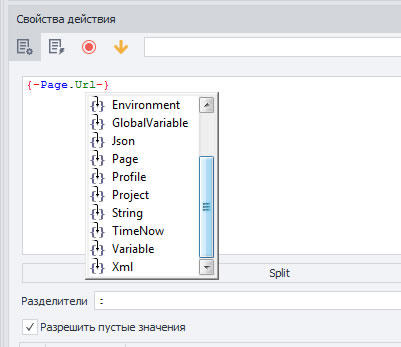 Свойства действия
{-Page.Url-}
Environment
GlobalVariable
Json
Page
Profile
Project
String
TimeNow
Variable
Xml
Split
Разделители :
Разрешить пустые значения